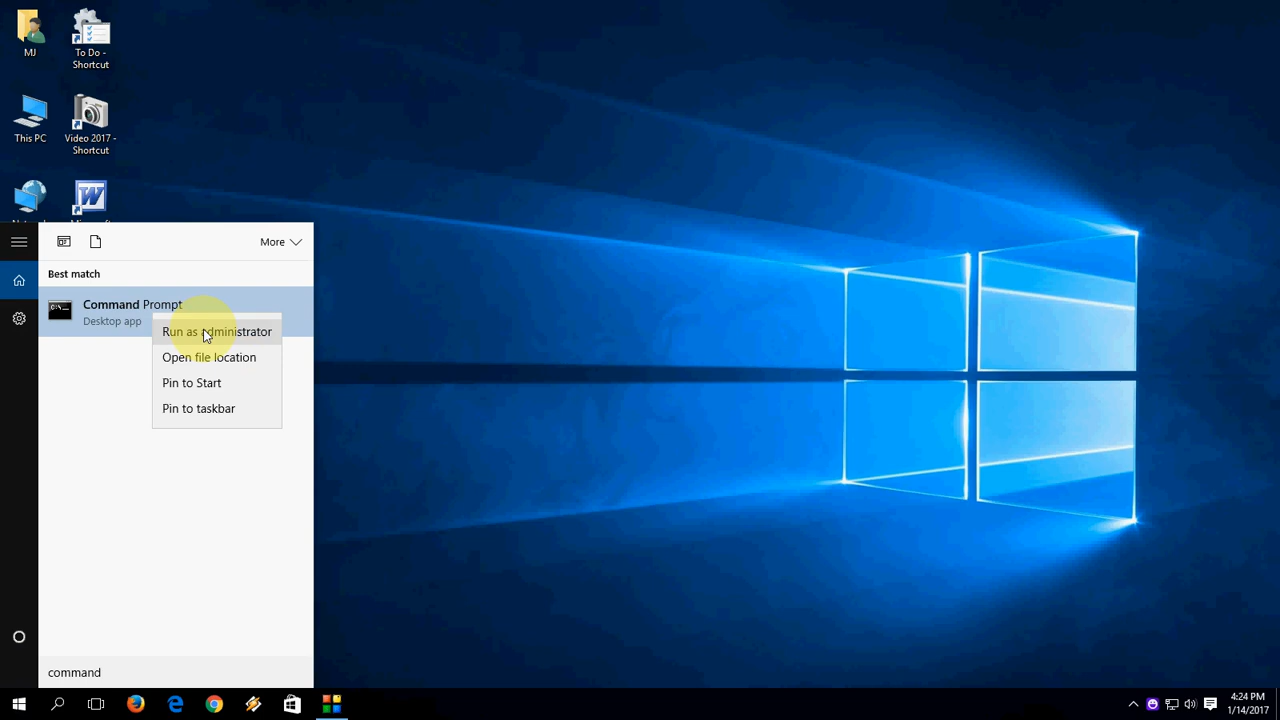 MJ
To Do -
Shortcut
This PC
Video 2017 -
Shortcut
More
Best match
Command Prompt
Desktop app
Run as administrator
Open file location
Pin to Start
Pin to taskbar
command
4:24 PM
1/14/2017